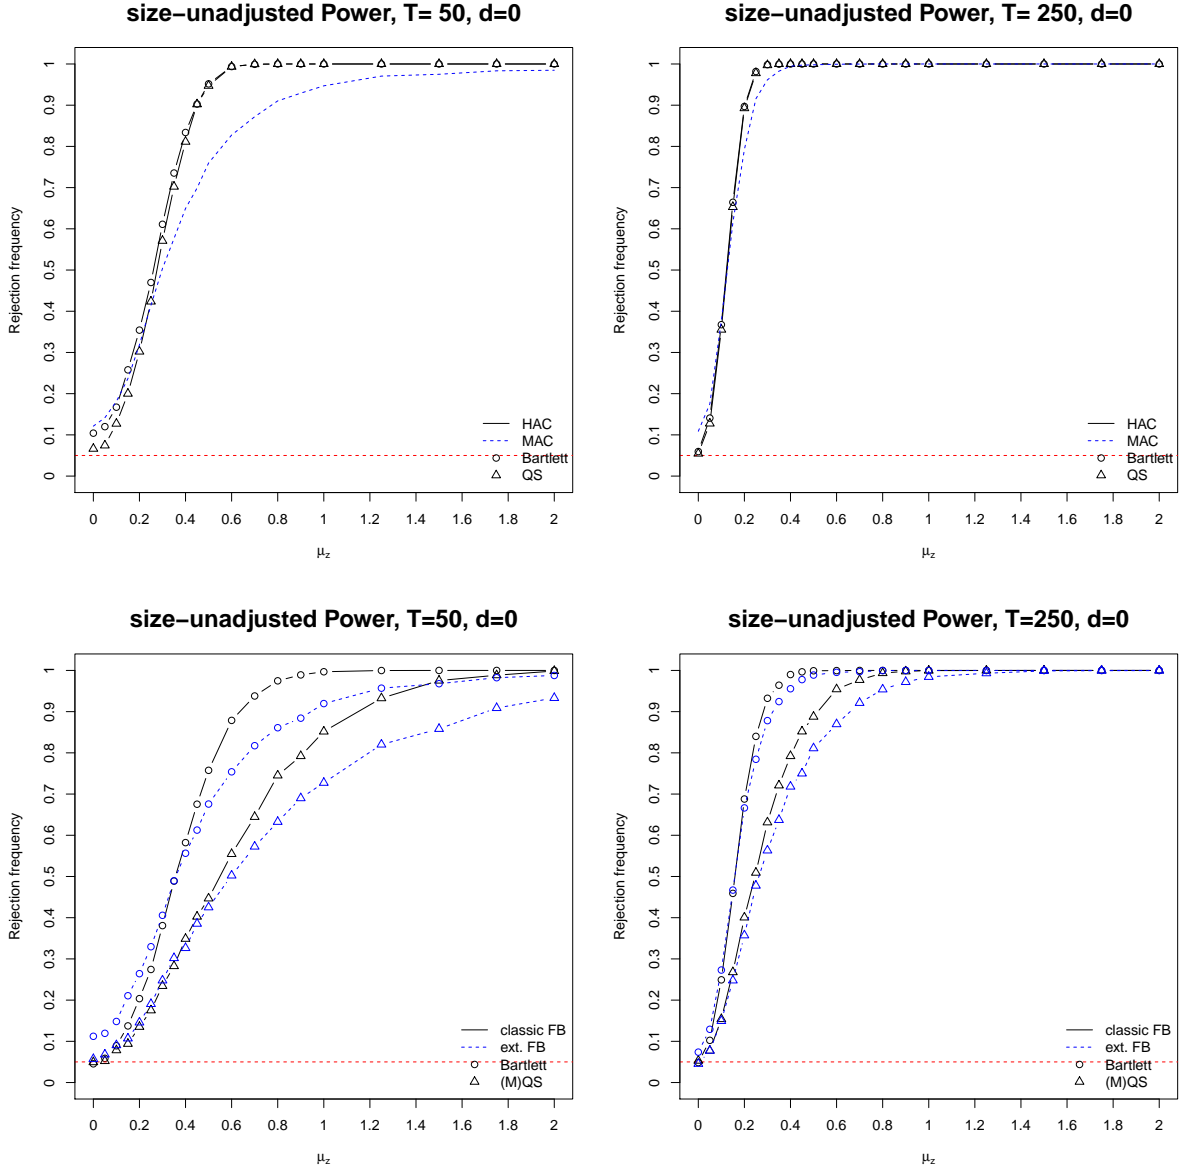 size−unadjusted Power, T= 50, d=0
Rejection frequency
0 0.1 0.2 0.3 0.4 0.5 0.6 0.7 0.8 0.9 1
HAC
MAC
Bartlett
QS
0 0.2 0.4 0.6 0.8 1 1.2 1.4 1.6 1.8 2
μz
size−unadjusted Power, T= 250, d=0
Rejection frequency
0 0.1 0.2 0.3 0.4 0.5 0.6 0.7 0.8 0.9 1
HAC
MAC
Bartlett
QS
0 0.2 0.4 0.6 0.8 1 1.2 1.4 1.6 1.8 2
μz
size−unadjusted Power, T=50, d=0
Rejection frequency
0 0.1 0.2 0.3 0.4 0.5 0.6 0.7 0.8 0.9 1
classic FB
ext. FB
Bartlett
(M)QS
0 0.2 0.4 0.6 0.8 1 1.2 1.4 1.6 1.8 2
μz
size−unadjusted Power, T=250, d=0
Rejection frequency
0 0.1 0.2 0.3 0.4 0.5 0.6 0.7 0.8 0.9 1
classic FB
ext. FB
Bartlett
(M)QS
0 0.2 0.4 0.6 0.8 1 1.2 1.4 1.6 1.8 2
μz